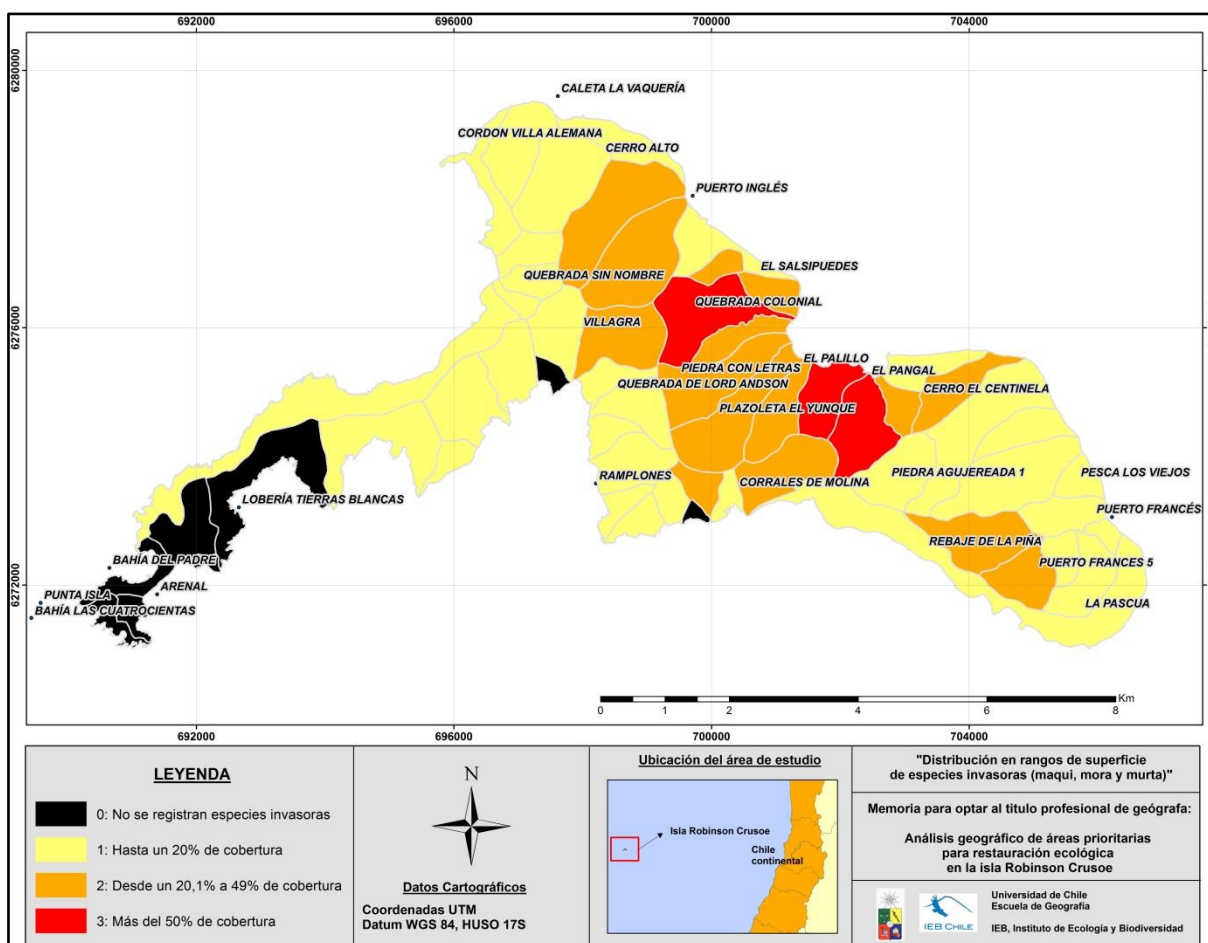 692000
696000
700000
704000
6280000
6276000
6272000
CALETA LA VAQUERÍA
CORDON VILLA ALEMANA
CERRO ALTO
PUERTO INGLÉS
EL SALSIPUEDES
QUEBRADA SIN NOMBRE
QUEBRADA COLONIAL
VILLAGRA
EL PALILLO
PIEDRA CON LETRAS
EL PANGAL
QUEBRADA DE LORD ANDSON
CERRO EL CENTINELA
PLAZOLETA EL YUNQUE
RAMPLONES
CORRALES DE MOLINA
PIEDRA AGUJEREADA 1
PESCA LOS VIEJOS
LOBERÍA TIERRAS BLANCAS
PUERTO FRANCÉS
REBAJE DE LA PIÑA
BAHÍA DEL PADRE
PUERTO FRANCES 5
ARENAL
PUNTA ISLA
LA PASCUA
BAHÍA LAS CUATROCIENTAS
Km
0 1 2 4 6 8
692000
696000
700000
704000
LEYENDA
0: No se registran especies invasoras
1: Hasta un 20% de cobertura
2: Desde un 20,1% a 49% de cobertura
3: Más del 50% de cobertura
N
Datos Cartográficos
Coordenadas UTM
Datum WGS 84, HUSO 17S
Ubicación del área de estudio
Isla Robinson Crusoe
Chile
continental
"Distribución en rangos de superficie
de especies invasoras (maqui, mora y murta)"
Memoria para optar al titulo profesional de geógrafa:
Análisis geográfico de áreas prioritarias
para restauración ecológica
en la isla Robinson Crusoe
IEB CHILE
Universidad de Chile
Escuela de Geografía
IEB, Instituto de Ecología y Biodiversidad